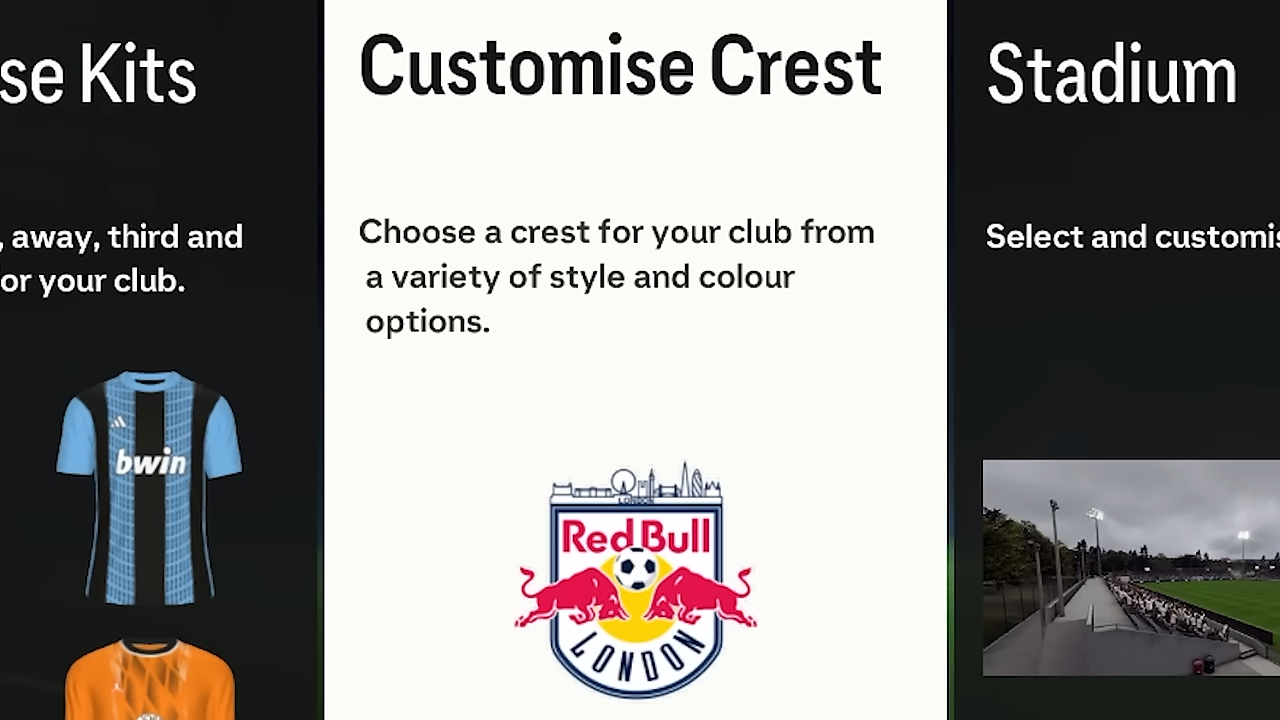 se Kits
, away, third and
or your club.
bwin
Customise Crest
Choose a crest for your club from
a variety of style and colour
options.
LONDON
Red Bull
LONDON
Stadium
Select and customis